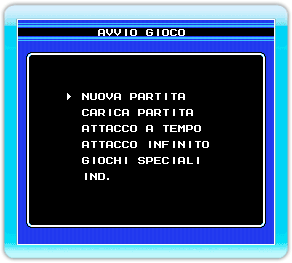 AVVIO GIOCO
NUOVA PARTITA
CARICA PARTITA
ATTACCO A TEMPO
ATTACCO INFINITO
GIOCHI SPECIALI
IND.